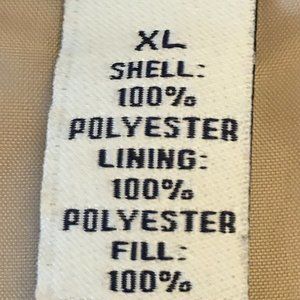 XL
SHELL:
100%
POLYESTER
LINING:
100%
POLYESTER
FILL:
100%